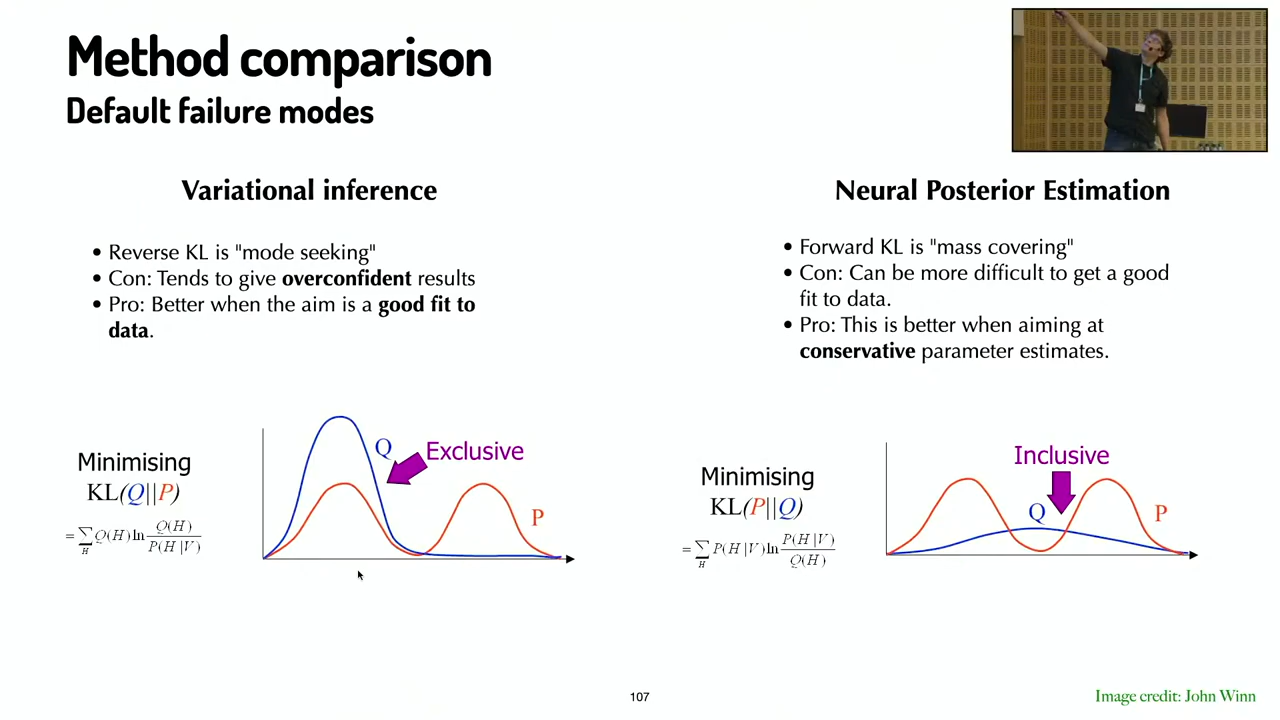 Method comparison
Default failure modes
Variational inference
• Reverse KL is "mode seeking"
• Con: Tends to give overconfident results
• Pro: Better when the aim is a good fit to
data.
Minimising
KL(Q||P)
= ∑_H Q(H) ln Q(H)/P(H|V)
Q
Exclusive
P
Neural Posterior Estimation
• Forward KL is "mass covering"
• Con: Can be more difficult to get a good
fit to data.
• Pro: This is better when aiming at
conservative parameter estimates.
Minimising
KL(P||Q)
= ∑_H P(H|V) ln P(H|V)/Q(H)
Inclusive
Q
P
107
Image credit: John Winn